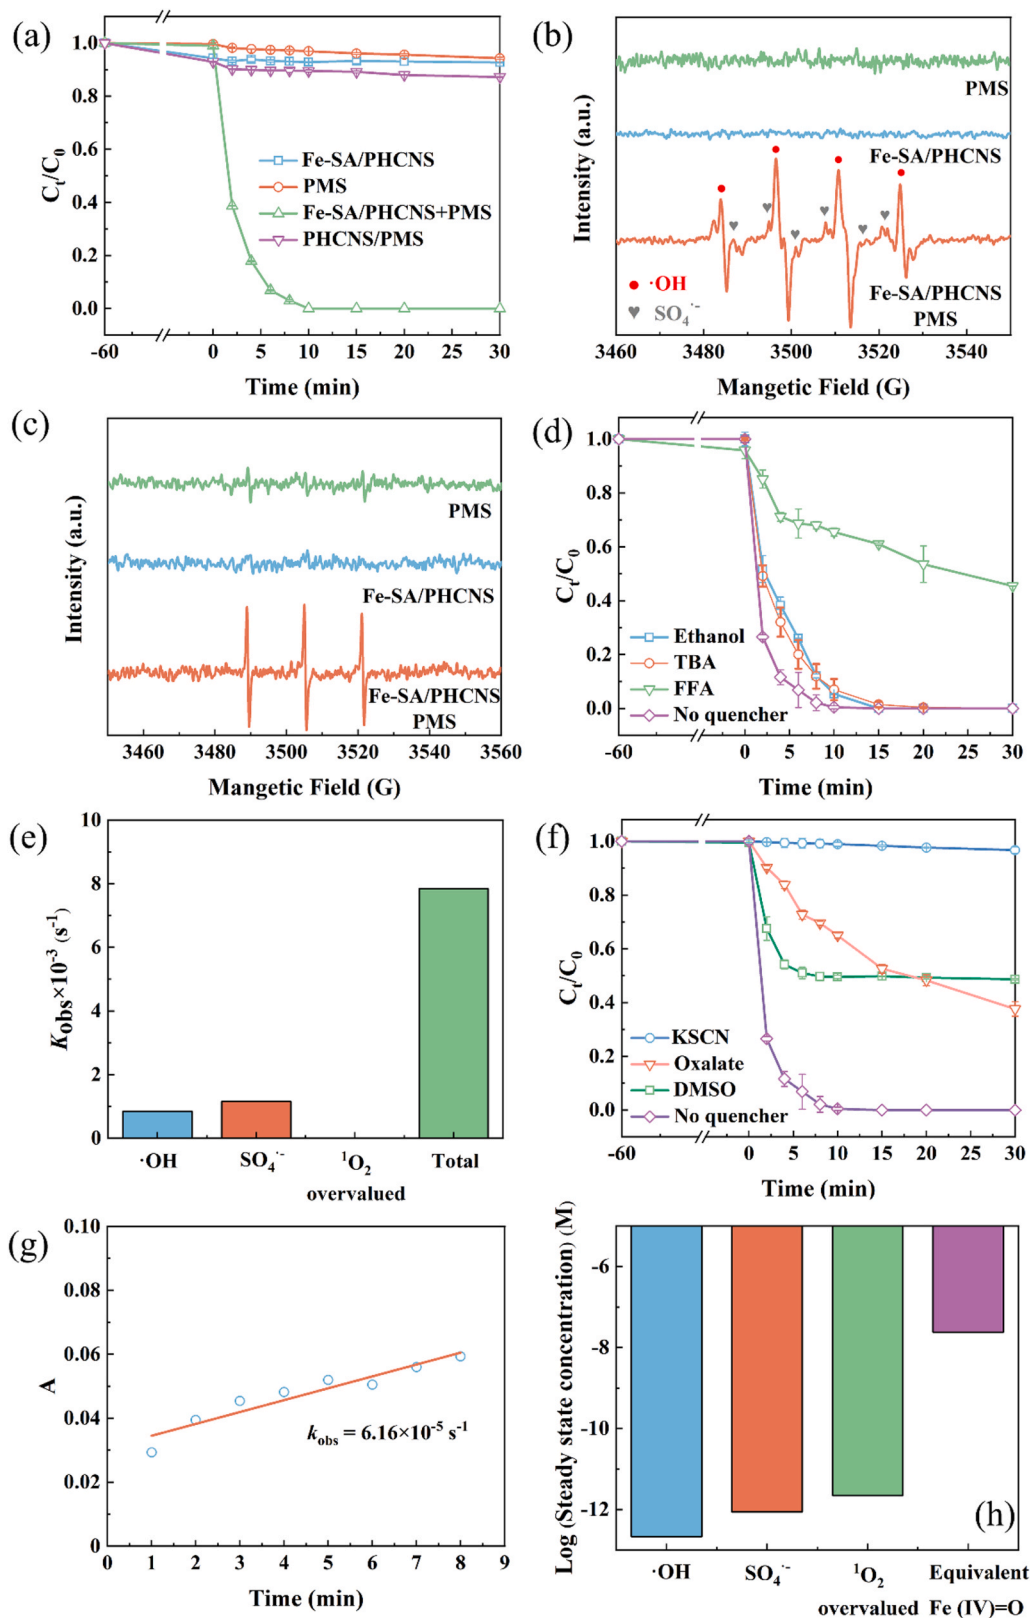 (a)
1.0
0.8
0.6
0.4
0.2
0.0
Ct/C0
Fe-SA/PHCNS
PMS
Fe-SA/PHCNS+PMS
PHCNS/PMS
-60 0 5 10 15 20 25 30
Time (min)
(b)
Intensity (a.u.)
PMS
Fe-SA/PHCNS
·OH
SO4·-
Fe-SA/PHCNS
PMS
3460 3480 3500 3520 3540
Mangetic Field (G)
(c)
Intensity (a.u.)
PMS
Fe-SA/PHCNS
Fe-SA/PHCNS
PMS
3460 3480 3500 3520 3540 3560
Mangetic Field (G)
(d)
1.0
0.8
0.6
0.4
0.2
0.0
Ct/C0
Ethanol
TBA
FFA
No quencher
-60 0 5 10 15 20 25 30
Time (min)
(e)
10
8
6
4
2
0
Kobs×10-3 (s-1)
·OH SO4·- 1O2 Total
overvalued
(f)
1.0
0.8
0.6
0.4
0.2
0.0
Ct/C0
KSCN
Oxalate
DMSO
No quencher
-60 0 5 10 15 20 25 30
Time (min)
(g)
0.10
0.08
0.06
0.04
0.02
0
A
kobs = 6.16×10-5 s-1
0 1 2 3 4 5 6 7 8 9
Time (min)
Log (Steady state concentration) (M)
-6
-8
-10
-12
(h)
·OH SO4·- 1O2 Equivalent
overvalued Fe (IV)=O